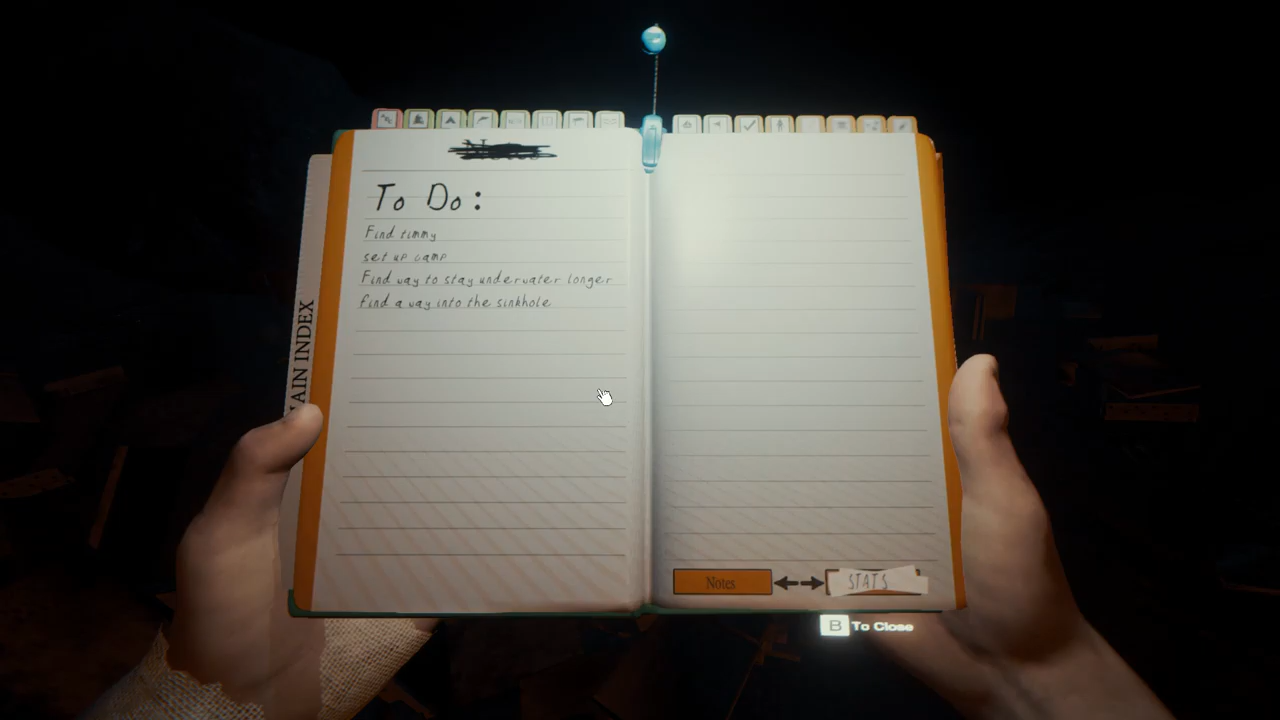 To Do:
Find timmy
set up camp
Find way to stay underwater longer
find a way into the sinkhole
MAIN INDEX
Notes
STATS
B To Close